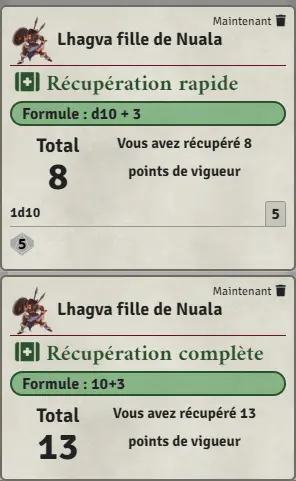 Maintenant
Lhagva fille de Nuala
Récupération rapide
Formule : d10 + 3
Total
Vous avez récupéré 8
points de vigueur
8
1d10
5
5
Maintenant
Lhagva fille de Nuala
Récupération complète
Formule : 10+3
Total
Vous avez récupéré 13
points de vigueur
13